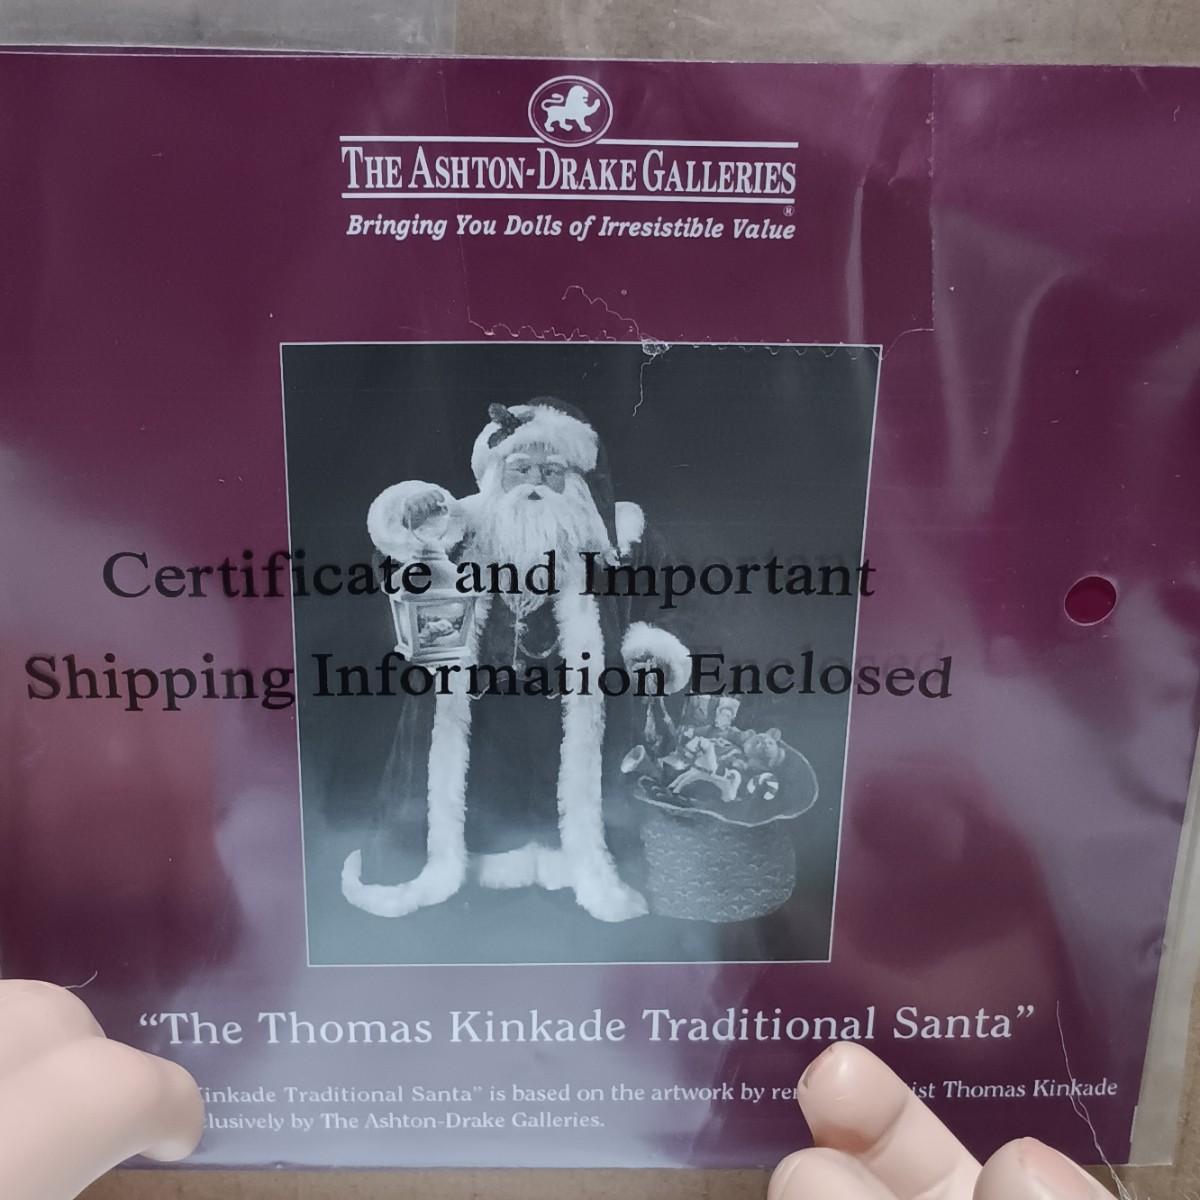 THE ASHTON-DRAKE GALLERIES
®
Bringing You Dolls of Irresistible Value
Certificate and Important
Shipping Information Enclosed
“The Thomas Kinkade Traditional Santa”
Kinkade Traditional Santa” is based on the artwork by Thomas Kinkade
by The Ashton-Drake Galleries.